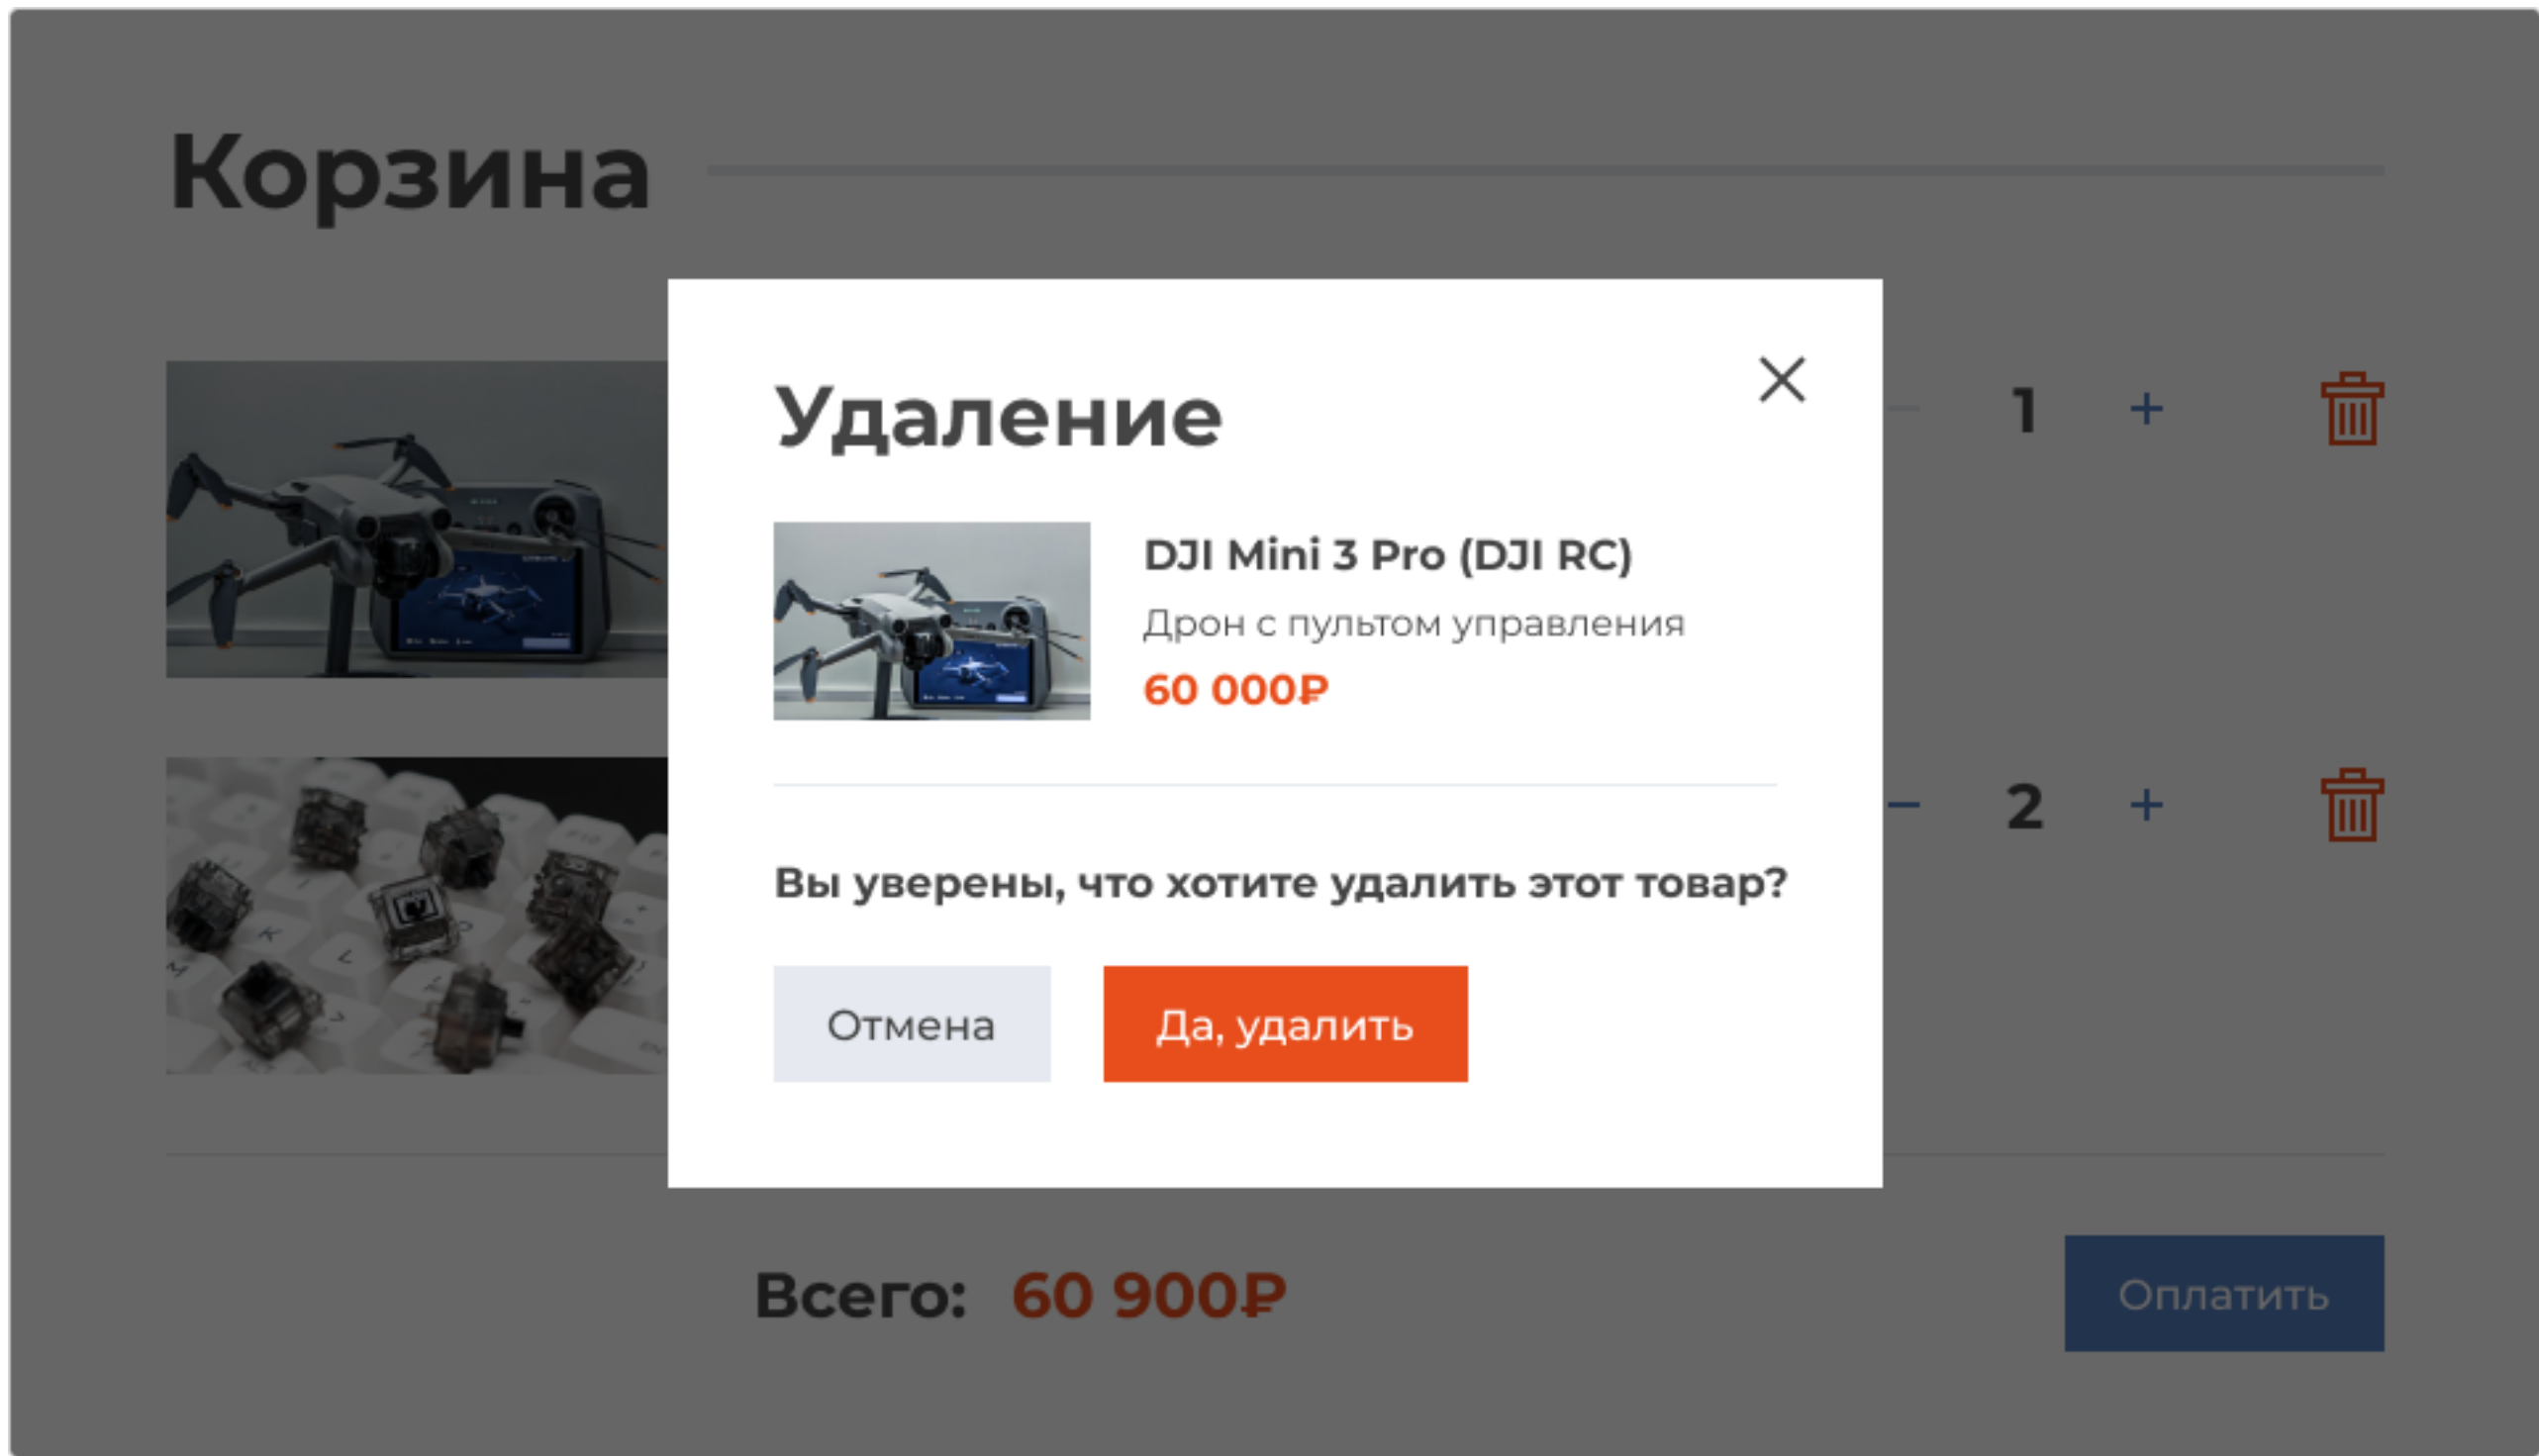 Корзина
Удаление
1
DJI Mini 3 Pro (DJI RC)
Дрон с пультом управления
60 000₽
2
Вы уверены, что хотите удалить этот товар?
Отмена
Да, удалить
Всего: 60 900₽
Оплатить